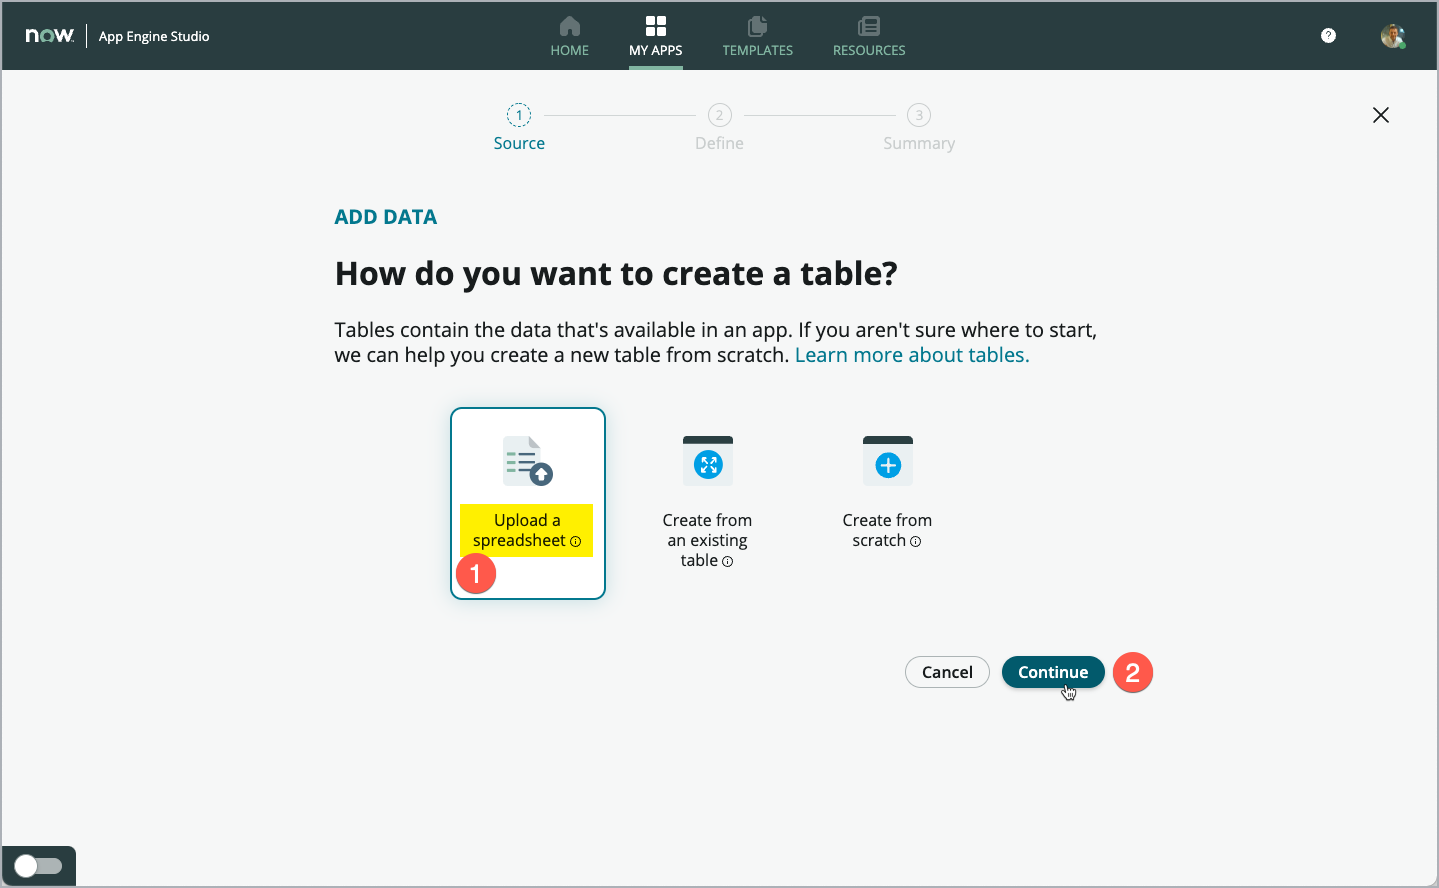 now.
App Engine Studio
HOME
MY APPS
TEMPLATES
RESOURCES
?
1
2
3
Source
Define
Summary
ADD DATA
How do you want to create a table?
Tables contain the data that's available in an app. If you aren't sure where to start,
we can help you create a new table from scratch. Learn more about tables.
Upload a
spreadsheet
1
Create from
an existing
table
Create from
scratch
Cancel
Continue
2